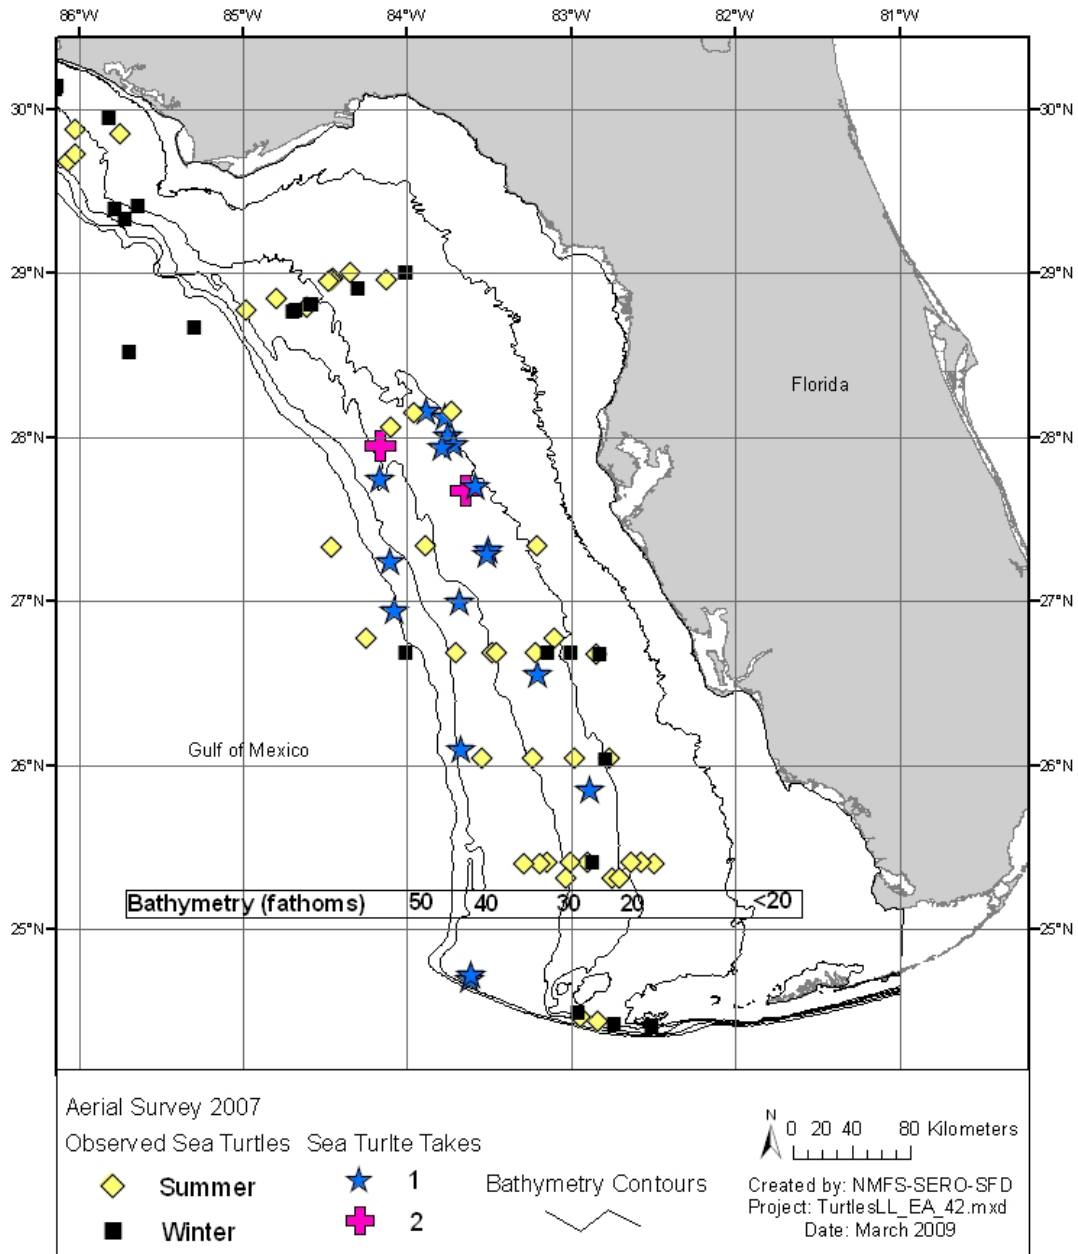 86°W 85°W 84°W 83°W 82°W 81°W
30°N 30°N
29°N 29°N
Florida
28°N 28°N
27°N 27°N
Gulf of Mexico
26°N 26°N
Bathymetry (fathoms) 50 40 30 20 <20
25°N 25°N
Aerial Survey 2007
Observed Sea Turtles Sea Turlte Takes
Summer 1
Winter 2
Bathymetry Contours
N
0 20 40 80 Kilometers
Created by: NMFS-SERO-SFD
Project: TurtlesLL_EA_42.mxd
Date: March 2009